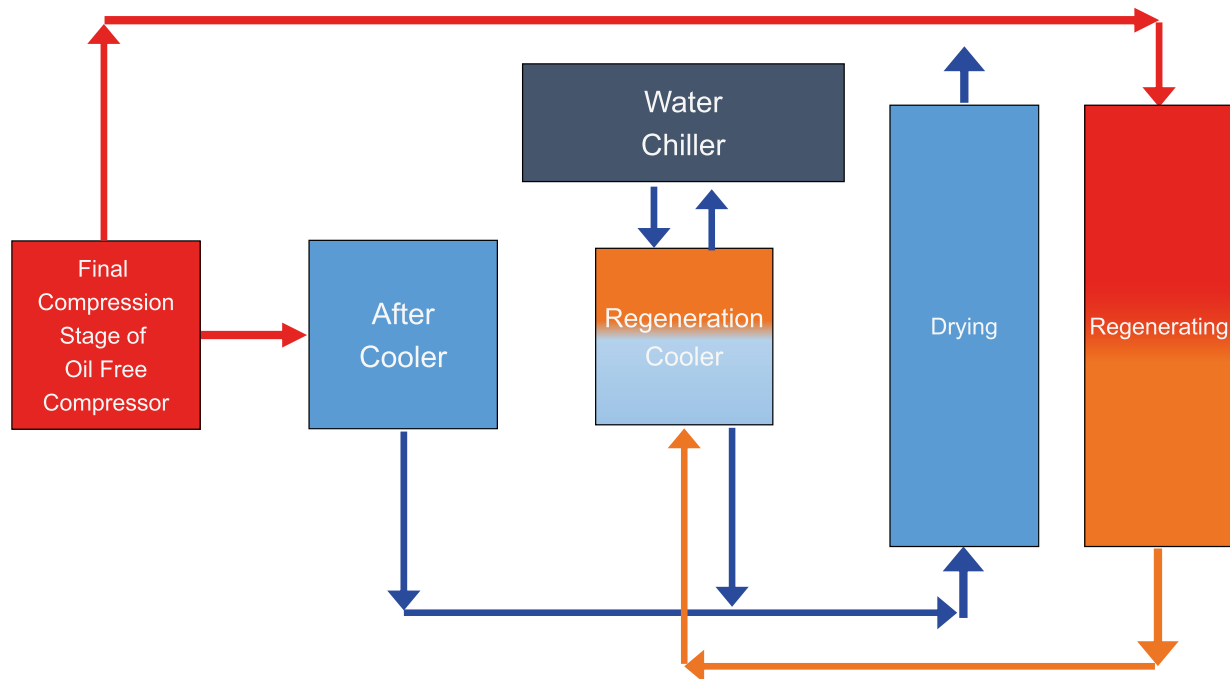 Water
Chiller
Final
Compression
Stage of
Oil Free
Compressor
After
Cooler
Regeneration
Cooler
Drying
Regenerating